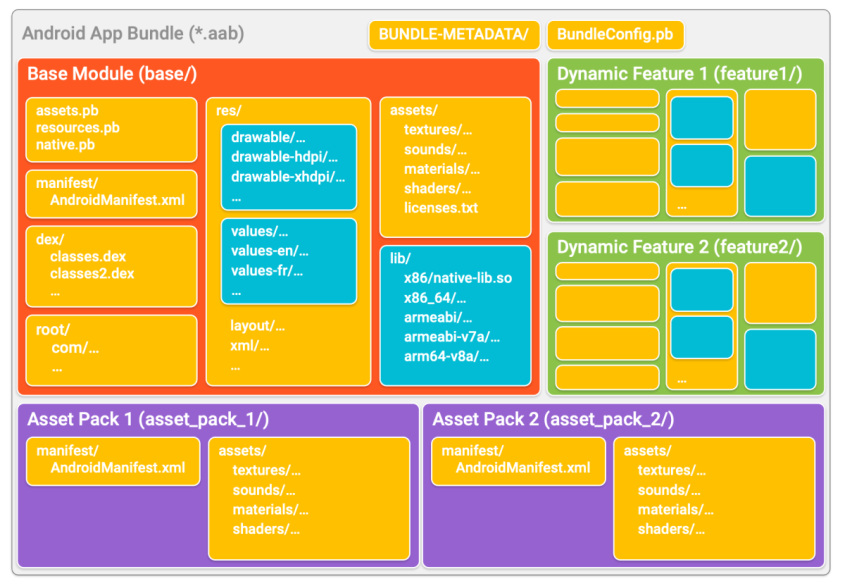 Android App Bundle (*.aab)
BUNDLE-METADATA/
BundleConfig.pb
Base Module (base/)
assets.pb
resources.pb
native.pb
manifest/
AndroidManifest.xml
dex/
classes.dex
classes2.dex
...
root/
com/...
...
res/
drawable/...
drawable-hdpi/...
drawable-xhdpi/...
...
values/...
values-en/...
values-fr/...
...
layout/...
xml/...
...
assets/
textures/...
sounds/...
materials/...
shaders/...
licenses.txt
lib/
x86/native-lib.so
x86_64/...
armeabi/...
armeabi-v7a/...
arm64-v8a/...
Dynamic Feature 1 (feature1/)
...
Dynamic Feature 2 (feature2/)
...
Asset Pack 1 (asset_pack_1/)
manifest/
AndroidManifest.xml
assets/
textures/...
sounds/...
materials/...
shaders/...
Asset Pack 2 (asset_pack_2/)
manifest/
AndroidManifest.xml
assets/
textures/...
sounds/...
materials/...
shaders/...